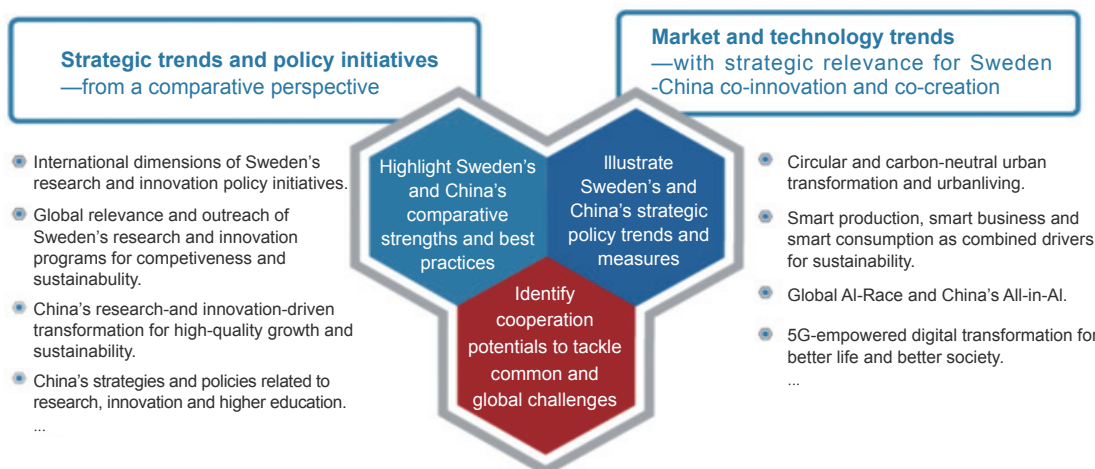 Strategic trends and policy initiatives
—from a comparative perspective
Market and technology trends
—with strategic relevance for Sweden
-China co-innovation and co-creation
International dimensions of Sweden's
research and innovation policy initiatives.
Global relevance and outreach of
Sweden's research and innovation
programs for competiveness and
sustainabulity.
China's research-and innovation-driven
transformation for high-quality growth and
sustainability.
China's strategies and policies related to
research, innovation and higher education.
...
Highlight Sweden's
and China's
comparative
strengths and best
practices
Illustrate
Sweden's and
China's strategic
policy trends and
measures
Identify
cooperation
potentials to tackle
common and
global challenges
Circular and carbon-neutral urban
transformation and urbanliving.
Smart production, smart business and
smart consumption as combined drivers
for sustainability.
Global AI-Race and China's All-in-AI.
5G-empowered digital transformation for
better life and better society.
...